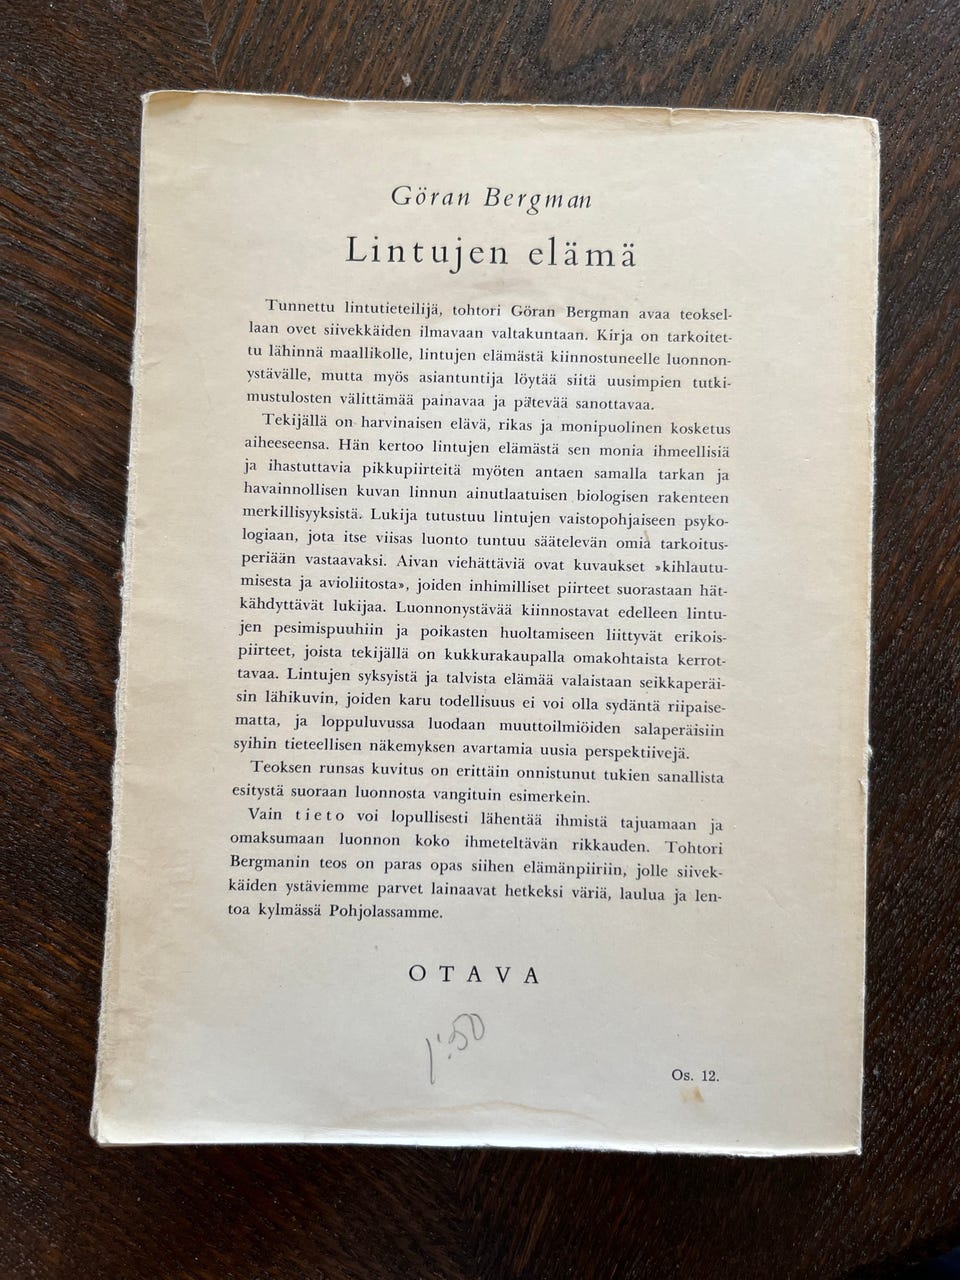 Göran Bergman
Lintujen elämä
Tunnettu lintutieteilijä, tohtori Göran Bergman avaa teoksel-
laan ovet siivekkäiden ilmavaan valtakuntaan. Kirja on tarkoitet-
tu lähinnä maallikolle, lintujen elämästä kiinnostuneelle luonnon-
ystävälle, mutta myös asiantuntija löytää siitä uusimpien tutki-
mustulosten välittämää painavaa ja pätevää sanottavaa.
Tekijällä on harvinaisen elävä, rikas ja monipuolinen kosketus
aiheeseensa. Hän kertoo lintujen elämästä sen monia ihmeellisiä
ja ihastuttavia pikkupiirteitä myöten antaen samalla tarkan ja
havainnollisen kuvan linnun ainutlaatuisen biologisen rakenteen
merkillisyyksistä. Lukija tutustuu lintujen vaistopohjaiseen psyko-
logiaan, jota itse viisas luonto tuntuu säätelevän omia tarkoitus-
periään vastaavaksi. Aivan viehättäviä ovat kuvaukset »kihlautu-
misesta ja avioliitosta», joiden inhimilliset piirteet suorastaan hät-
kähdyttävät lukijaa. Luonnonystävää kiinnostavat edelleen lintu-
jen pesimispuuhiin ja poikasten huoltamiseen liittyvät erikois-
piirteet, joista tekijällä on kukkurakaupalla omakohtaista kerrot-
tavaa. Lintujen syksyistä ja talvista elämää valaistaan seikkaperäi-
sin lähikuvin, joiden karu todellisuus ei voi olla sydäntä riipaise-
matta, ja loppuluvussa luodaan muuttoilmiöiden salaperäisiin
syihin tieteellisen näkemyksen avartamia uusia perspektiivejä.
Teoksen runsas kuvitus on erittäin onnistunut tukien sanallista
esitystä suoraan luonnosta vangituin esimerkein.
Vain tieto voi lopullisesti lähentää ihmistä tajuamaan ja
omaksumaan luonnon koko ihmeteltävän rikkauden. Tohtori
Bergmanin teos on paras opas siihen elämänpiiriin, jolle siivek-
käiden ystäviemme parvet lainaavat hetkeksi väriä, laulua ja len-
toa kylmässä Pohjolassamme.
OTAVA
1:50
Os. 12.